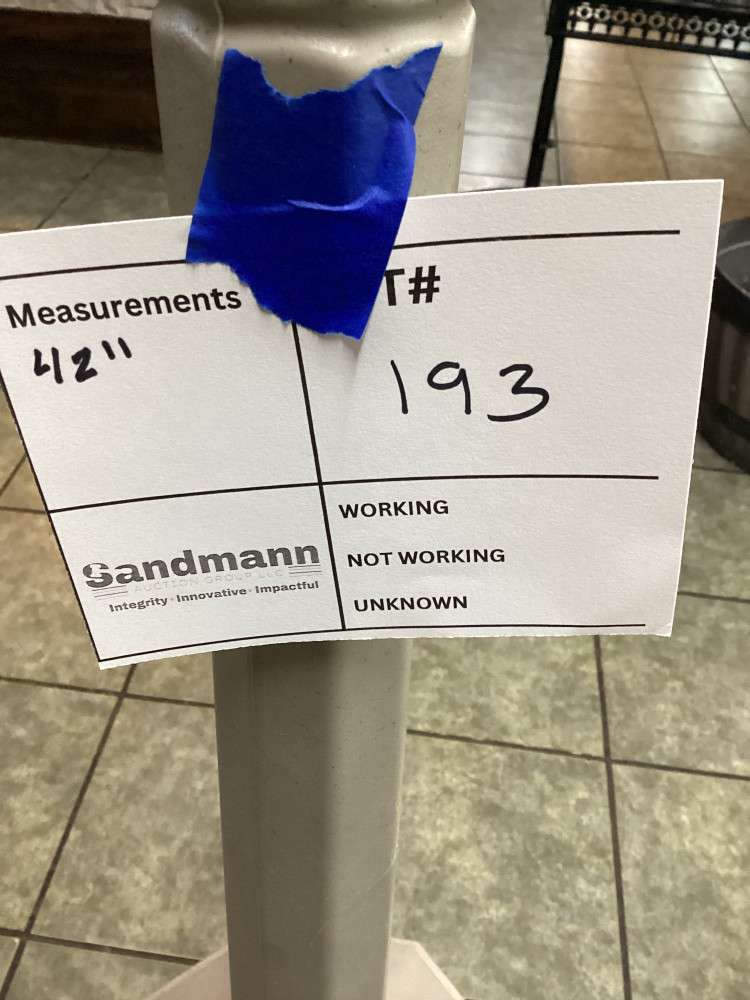 Measurements
42"
T#
193
WORKING
NOT WORKING
UNKNOWN
Sandmann
AUCTION GROUP LLC
Integrity · Innovative · Impactful